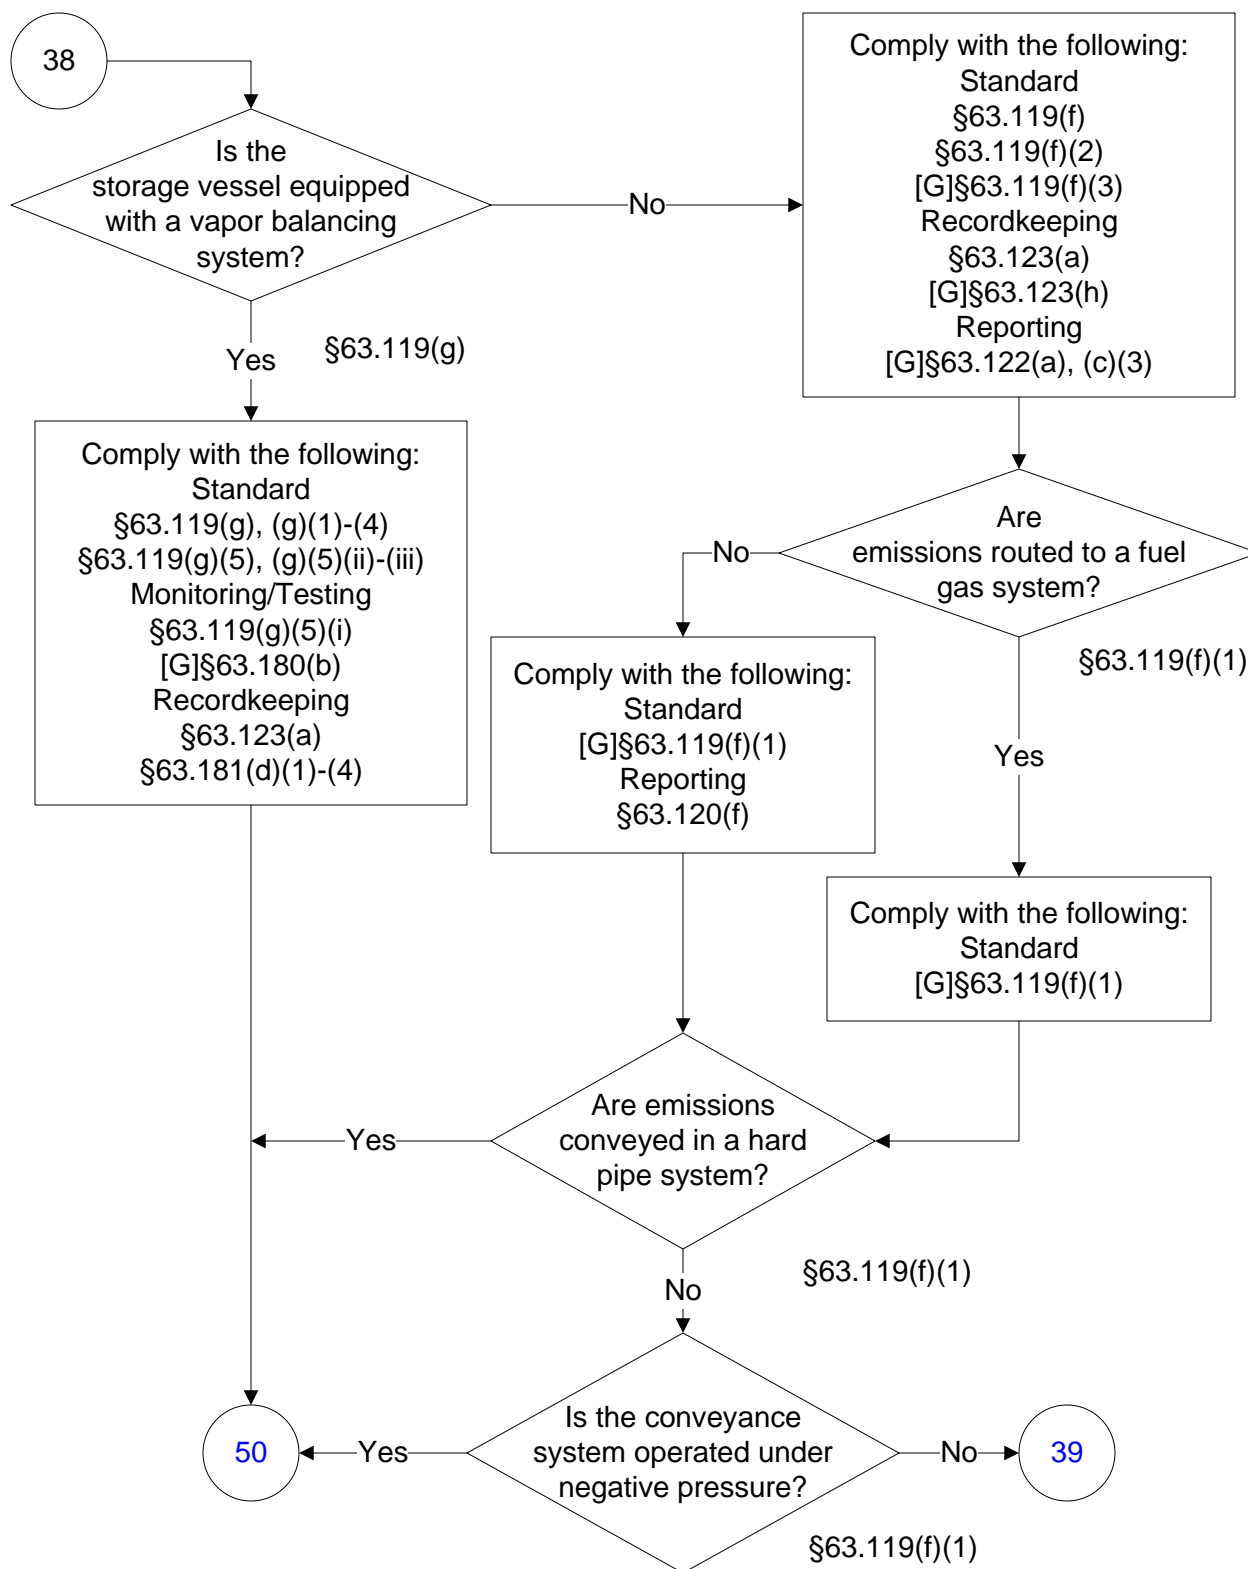 38
Is the
storage vessel equipped
with a vapor balancing
system?
No
Comply with the following:
Standard
§63.119(f)
§63.119(f)(2)
[G]§63.119(f)(3)
Recordkeeping
§63.123(a)
[G]§63.123(h)
Reporting
[G]§63.122(a), (c)(3)
Yes
§63.119(g)
Comply with the following:
Standard
§63.119(g), (g)(1)-(4)
§63.119(g)(5), (g)(5)(ii)-(iii)
Monitoring/Testing
§63.119(g)(5)(i)
[G]§63.180(b)
Recordkeeping
§63.123(a)
§63.181(d)(1)-(4)
Are
emissions routed to a fuel
gas system?
No
§63.119(f)(1)
Yes
Comply with the following:
Standard
[G]§63.119(f)(1)
Reporting
§63.120(f)
Comply with the following:
Standard
[G]§63.119(f)(1)
Are emissions
conveyed in a hard
pipe system?
Yes
§63.119(f)(1)
No
Is the conveyance
system operated under
negative pressure?
Yes
50
No
39
§63.119(f)(1)